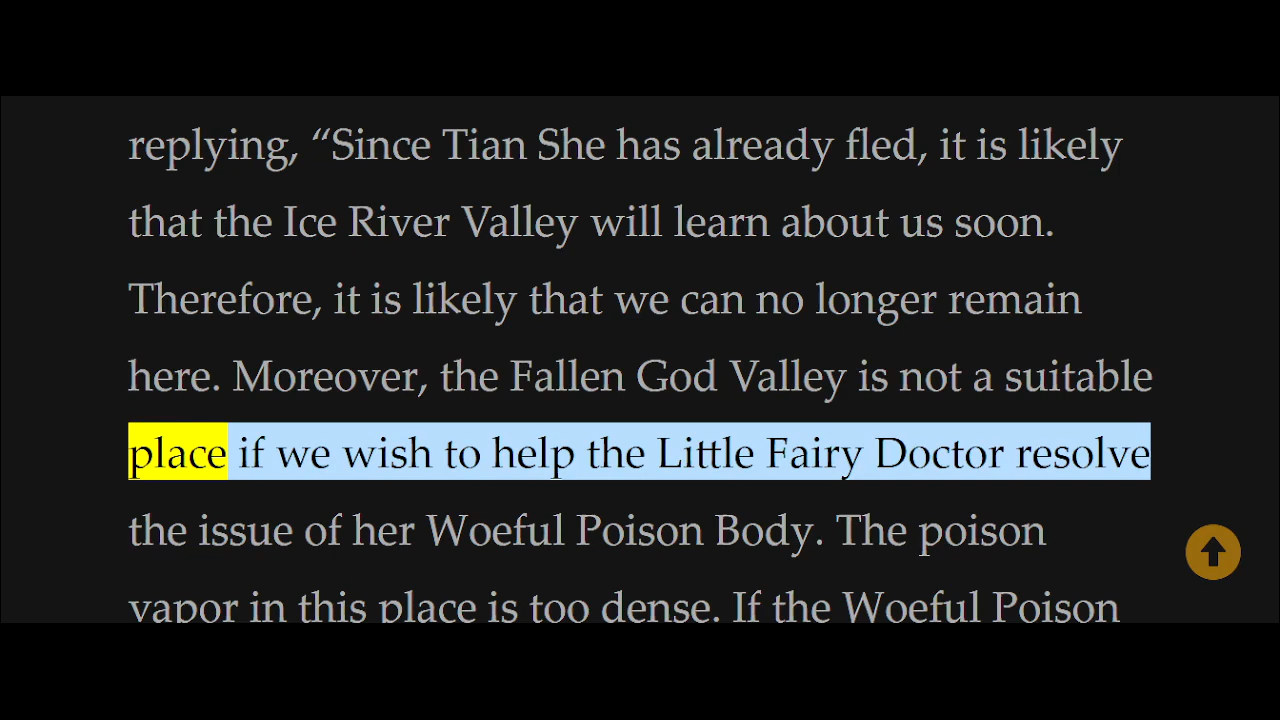 replying, “Since Tian She has already fled, it is likely
that the Ice River Valley will learn about us soon.
Therefore, it is likely that we can no longer remain
here. Moreover, the Fallen God Valley is not a suitable
place if we wish to help the Little Fairy Doctor resolve
the issue of her Woeful Poison Body. The poison
vapor in this place is too dense. If the Woeful Poison